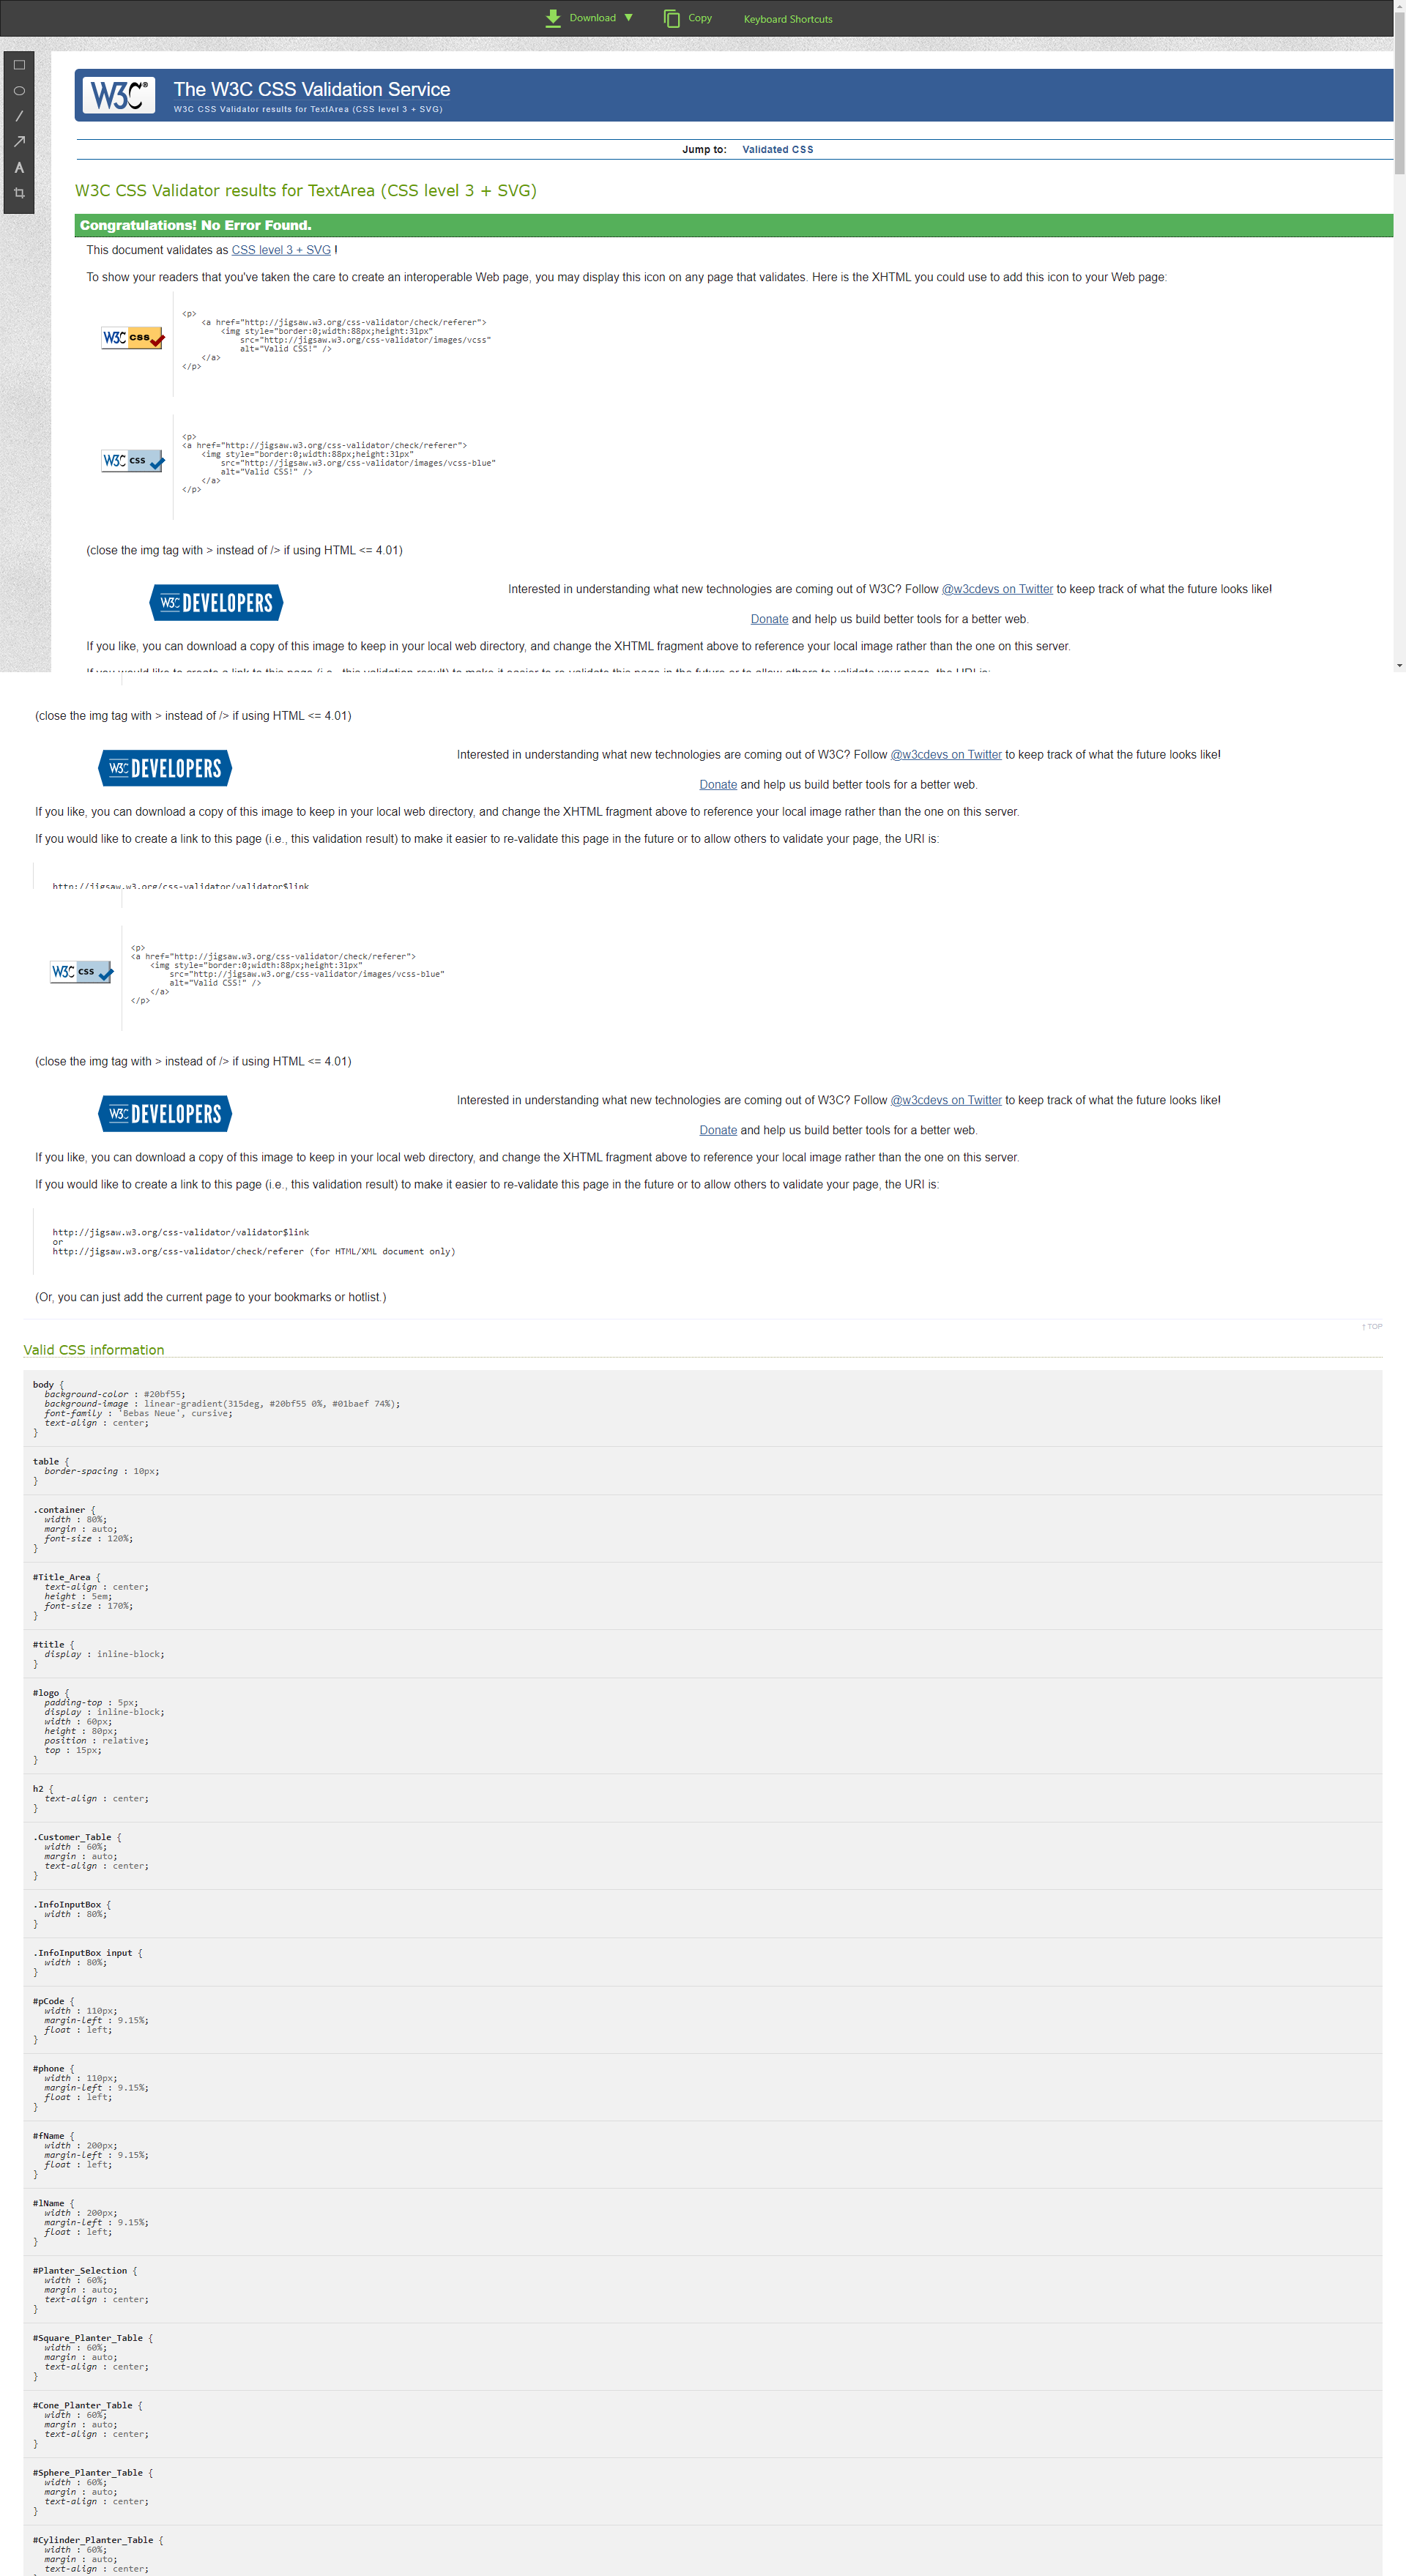 Download ▼ Copy Keyboard Shortcuts
W3C® The W3C CSS Validation Service
W3C CSS Validator results for TextArea (CSS level 3 + SVG)
Jump to: Validated CSS
W3C CSS Validator results for TextArea (CSS level 3 + SVG)
Congratulations! No Error Found.
This document validates as CSS level 3 + SVG !
To show your readers that you've taken the care to create an interoperable Web page, you may display this icon on any page that validates. Here is the XHTML you could use to add this icon to your Web page:
W3C css
<p>
<a href="http://jigsaw.w3.org/css-validator/check/referer">
<img style="border:0;width:88px;height:31px"
src="http://jigsaw.w3.org/css-validator/images/vcss"
alt="Valid CSS!" />
</a>
</p>
W3C css
<p>
<a href="http://jigsaw.w3.org/css-validator/check/referer">
<img style="border:0;width:88px;height:31px"
src="http://jigsaw.w3.org/css-validator/images/vcss-blue"
alt="Valid CSS!" />
</a>
</p>
(close the img tag with > instead of /> if using HTML <= 4.01)
W3C DEVELOPERS
Interested in understanding what new technologies are coming out of W3C? Follow @w3cdevs on Twitter to keep track of what the future looks like!
Donate and help us build better tools for a better web.
If you like, you can download a copy of this image to keep in your local web directory, and change the XHTML fragment above to reference your local image rather than the one on this server.
If you would like to create a link to this page (i.e., this validation result) to make it easier to re-validate this page in the future or to allow others to validate your page, the URI is:
(close the img tag with > instead of /> if using HTML <= 4.01)
W3C DEVELOPERS
Interested in understanding what new technologies are coming out of W3C? Follow @w3cdevs on Twitter to keep track of what the future looks like!
Donate and help us build better tools for a better web.
If you like, you can download a copy of this image to keep in your local web directory, and change the XHTML fragment above to reference your local image rather than the one on this server.
If you would like to create a link to this page (i.e., this validation result) to make it easier to re-validate this page in the future or to allow others to validate your page, the URI is:
http://jigsaw.w3.org/css-validator/validator$link
W3C css
<p>
<a href="http://jigsaw.w3.org/css-validator/check/referer">
<img style="border:0;width:88px;height:31px"
src="http://jigsaw.w3.org/css-validator/images/vcss-blue"
alt="Valid CSS!" />
</a>
</p>
(close the img tag with > instead of /> if using HTML <= 4.01)
W3C DEVELOPERS
Interested in understanding what new technologies are coming out of W3C? Follow @w3cdevs on Twitter to keep track of what the future looks like!
Donate and help us build better tools for a better web.
If you like, you can download a copy of this image to keep in your local web directory, and change the XHTML fragment above to reference your local image rather than the one on this server.
If you would like to create a link to this page (i.e., this validation result) to make it easier to re-validate this page in the future or to allow others to validate your page, the URI is:
http://jigsaw.w3.org/css-validator/validator$link
or
http://jigsaw.w3.org/css-validator/check/referer (for HTML/XML document only)
(Or, you can just add the current page to your bookmarks or hotlist.)
↑ TOP
Valid CSS information
body {
background-color : #20bf55;
background-image : linear-gradient(315deg, #20bf55 0%, #01baef 74%);
font-family : 'Bebas Neue', cursive;
text-align : center;
}
table {
border-spacing : 10px;
}
.container {
width : 80%;
margin : auto;
font-size : 120%;
}
#Title_Area {
text-align : center;
height : 5em;
font-size : 170%;
}
#title {
display : inline-block;
}
#logo {
padding-top : 5px;
display : inline-block;
width : 60px;
height : 80px;
position : relative;
top : 15px;
}
h2 {
text-align : center;
}
.Customer_Table {
width : 60%;
margin : auto;
text-align : center;
}
.InfoInputBox {
width : 80%;
}
.InfoInputBox input {
width : 80%;
}
#pCode {
width : 110px;
margin-left : 9.15%;
float : left;
}
#phone {
width : 110px;
margin-left : 9.15%;
float : left;
}
#fName {
width : 200px;
margin-left : 9.15%;
float : left;
}
#lName {
width : 200px;
margin-left : 9.15%;
float : left;
}
#Planter_Selection {
width : 60%;
margin : auto;
text-align : center;
}
#Square_Planter_Table {
width : 60%;
margin : auto;
text-align : center;
}
#Cone_Planter_Table {
width : 60%;
margin : auto;
text-align : center;
}
#Sphere_Planter_Table {
width : 60%;
margin : auto;
text-align : center;
}
#Cylinder_Planter_Table {
width : 60%;
margin : auto;
text-align : center;